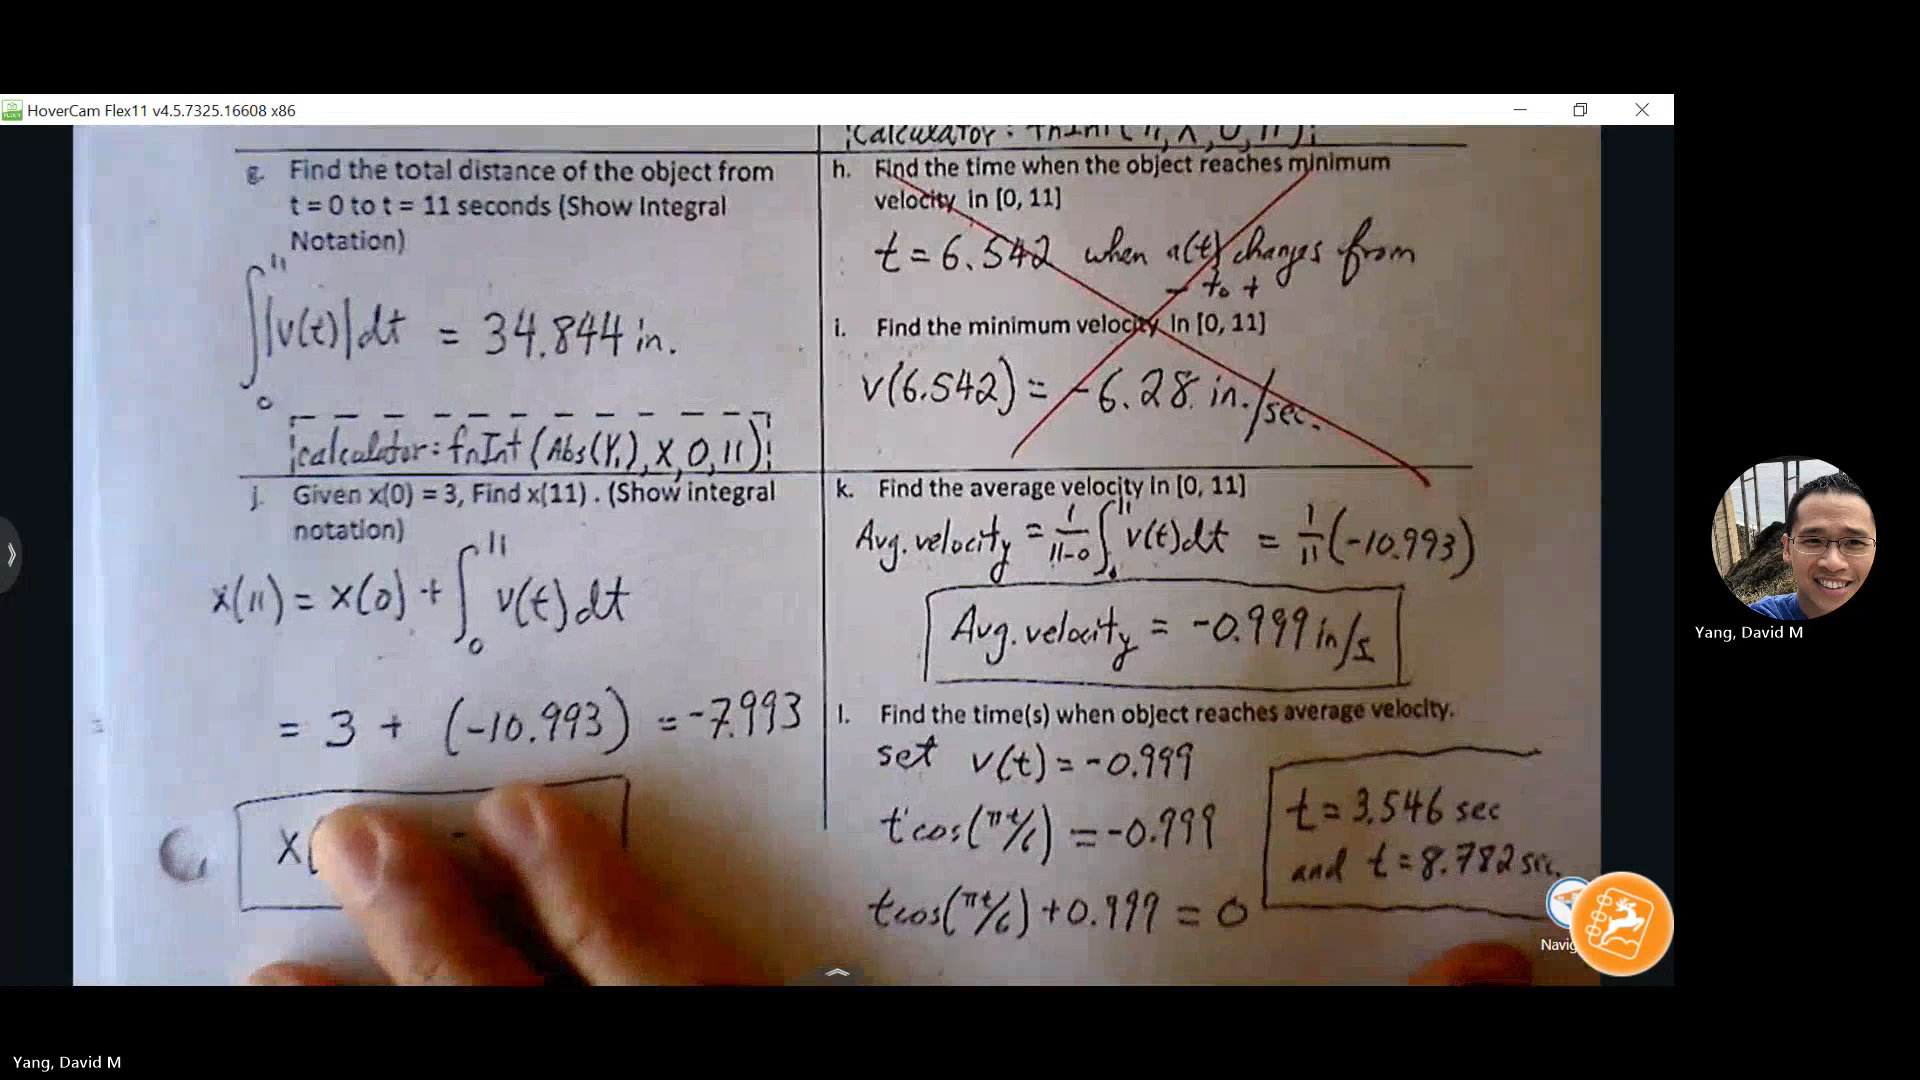 HoverCam Flex11 v4.5.7325.16608 x86
Calculator: fnInt(Y₁, X, 0, 11)
g. Find the total distance of the object from
t = 0 to t = 11 seconds (Show Integral
Notation)
∫₀¹¹ |v(t)| dt = 34.844 in.
calculator: fnInt(Abs(Y₁), X, 0, 11)
h. Find the time when the object reaches minimum
velocity in [0, 11]
t = 6.542 when a(t) changes from
- to +
i. Find the minimum velocity in [0, 11]
v(6.542) = -6.28 in./sec.
j. Given x(0) = 3, Find x(11) . (Show integral
notation)
x(11) = x(0) + ∫₀¹¹ v(t) dt
= 3 + (-10.993) = -7.993
x(
k. Find the average velocity in [0, 11]
Avg. velocity = 1/(11-0) ∫₀¹¹ v(t) dt = 1/11 (-10.993)
Avg. velocity = -0.999 in/s
l. Find the time(s) when object reaches average velocity.
set v(t) = -0.999
t cos(πt/6) = -0.999
t cos(πt/6) + 0.999 = 0
t = 3.546 sec
and t = 8.782 sec.
Navig
Yang, David M
Yang, David M